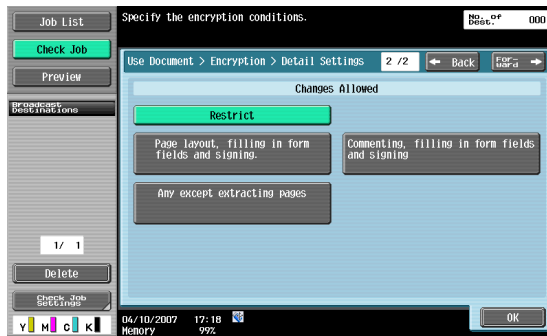 Job List
Check Job
Preview
Broadcast
Destinations
1/ 1
Delete
Check Job
Settings
Y M C K
Specify the encryption conditions.
No. of
Dest.
000
Use Document > Encryption > Detail Settings
2 /2
← Back
For-
ward →
Changes Allowed
Restrict
Page layout, filling in form
fields and signing.
Commenting, filling in form fields
and signing
Any except extracting pages
04/10/2007 17:18
Memory 99%
OK